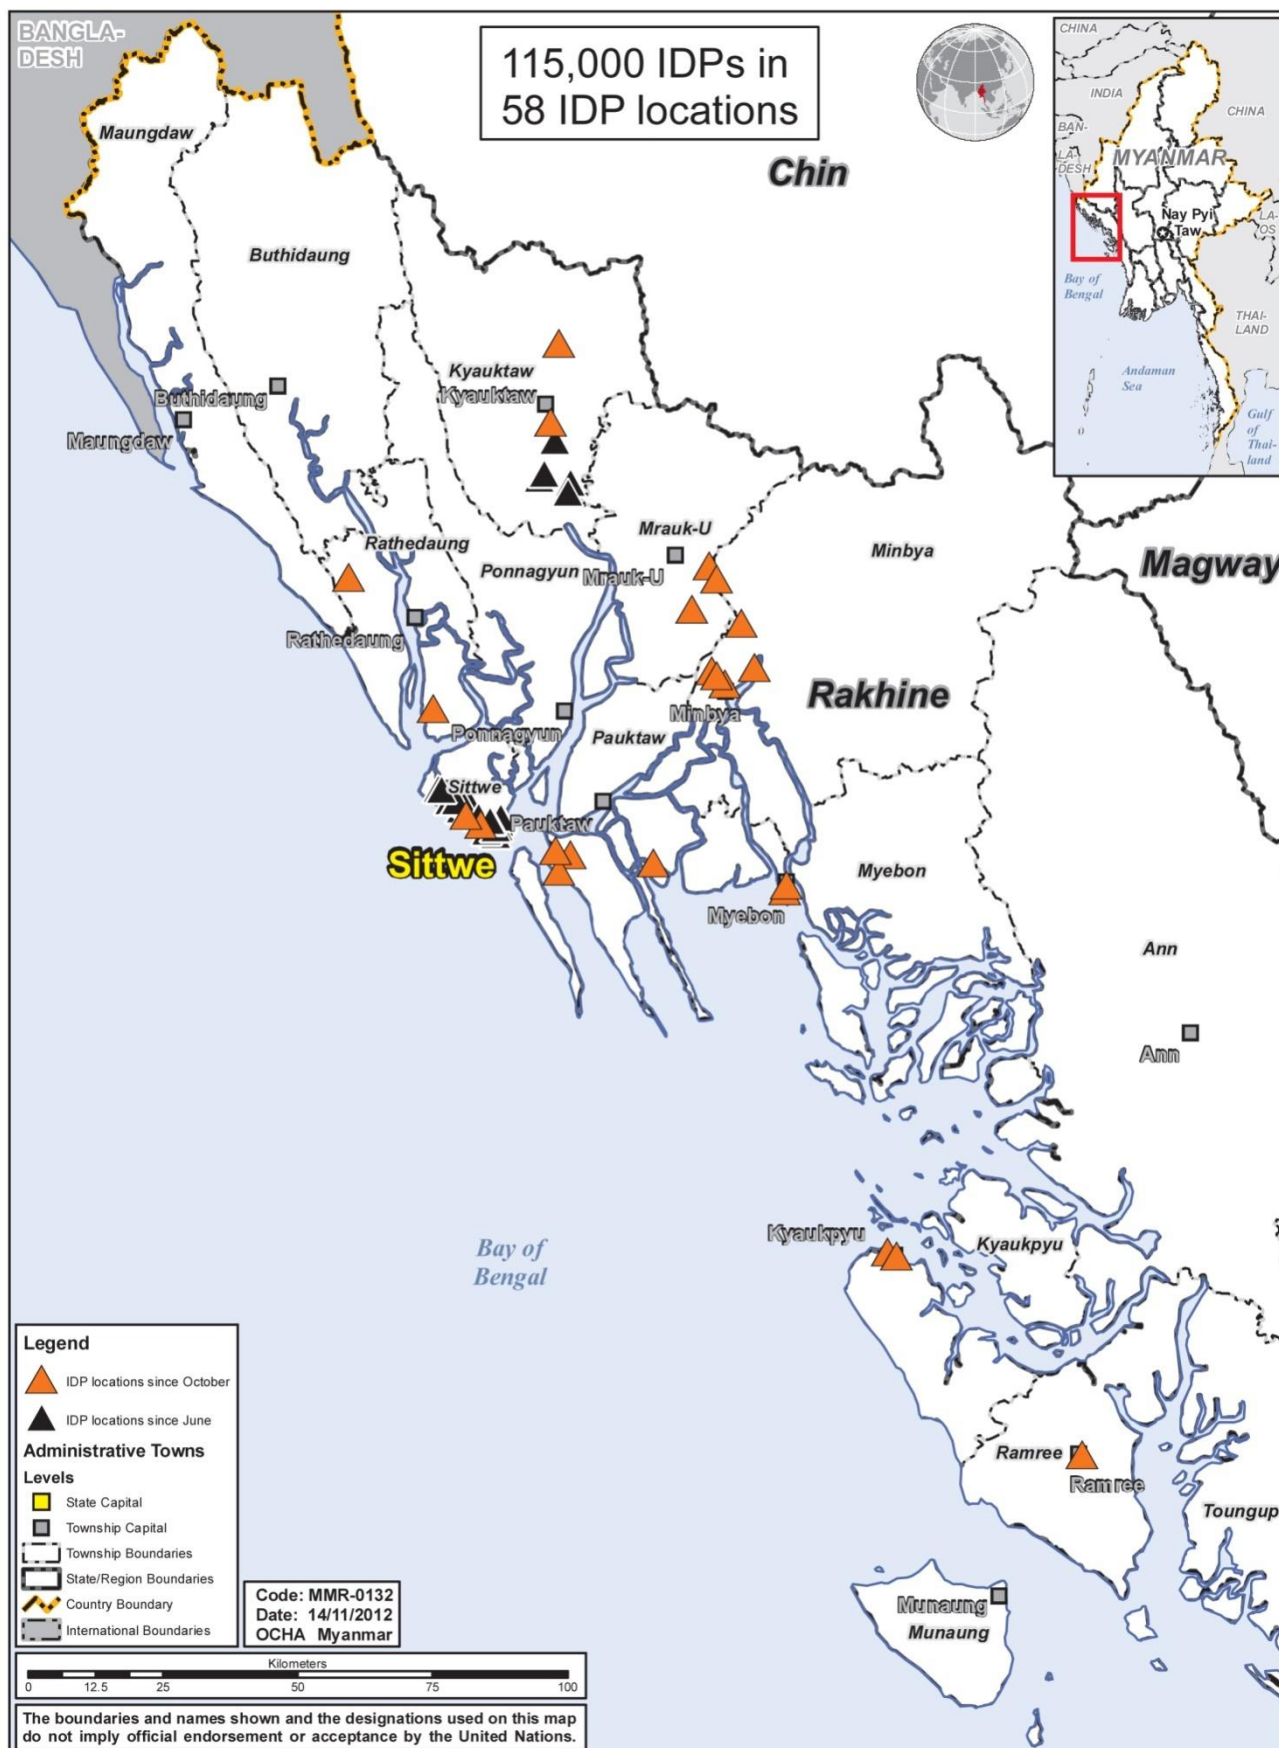 BANGLA-
DESH
115,000 IDPs in
58 IDP locations
CHINA
INDIA
CHINA
BAN-
LA-
DESH
MYANMAR
Nay Pyi
Taw
LA-
OS
Bay of
Bengal
THAI-
LAND
Andaman
Sea
Gulf
of
Thai-
land
Maungdaw
Chin
Buthidaung
Kyauktaw
Kyauktaw
Buthidaung
Maungdaw
Mrauk-U
Rathedaung
Minbya
Ponnagyun
Mrauk-U
Magway
Rathedaung
Rakhine
Minbya
Ponnagyun
Pauktaw
Sittwe
Pauktaw
Sittwe
Myebon
Myebon
Ann
Ann
Kyaukpyu
Kyaukpyu
Bay of
Bengal
Ramree
Ramree
Toungup
Munaung
Munaung
Legend
IDP locations since October
IDP locations since June
Administrative Towns
Levels
State Capital
Township Capital
Township Boundaries
State/Region Boundaries
Country Boundary
International Boundaries
Code: MMR-0132
Date: 14/11/2012
OCHA Myanmar
Kilometers
0 12.5 25 50 75 100
The boundaries and names shown and the designations used on this map
do not imply official endorsement or acceptance by the United Nations.